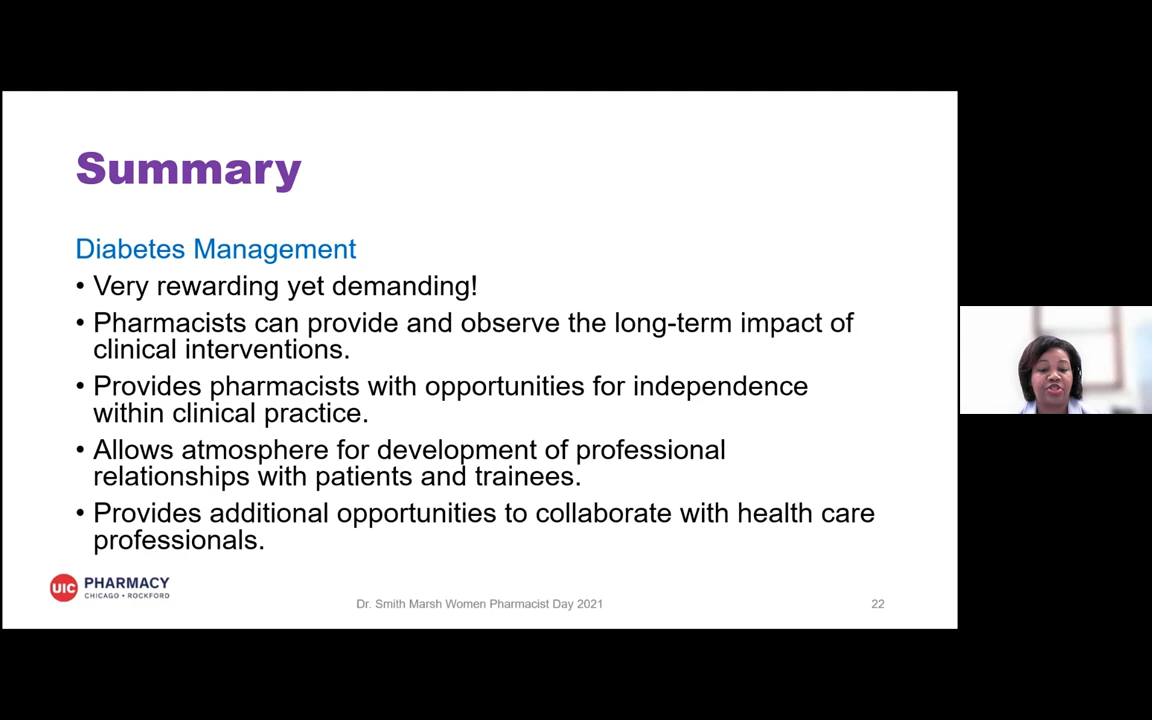 Summary
Diabetes Management
• Very rewarding yet demanding!
• Pharmacists can provide and observe the long-term impact of
clinical interventions.
• Provides pharmacists with opportunities for independence
within clinical practice.
• Allows atmosphere for development of professional
relationships with patients and trainees.
• Provides additional opportunities to collaborate with health care
professionals.
UIC PHARMACY
CHICAGO • ROCKFORD
Dr. Smith Marsh Women Pharmacist Day 2021
22